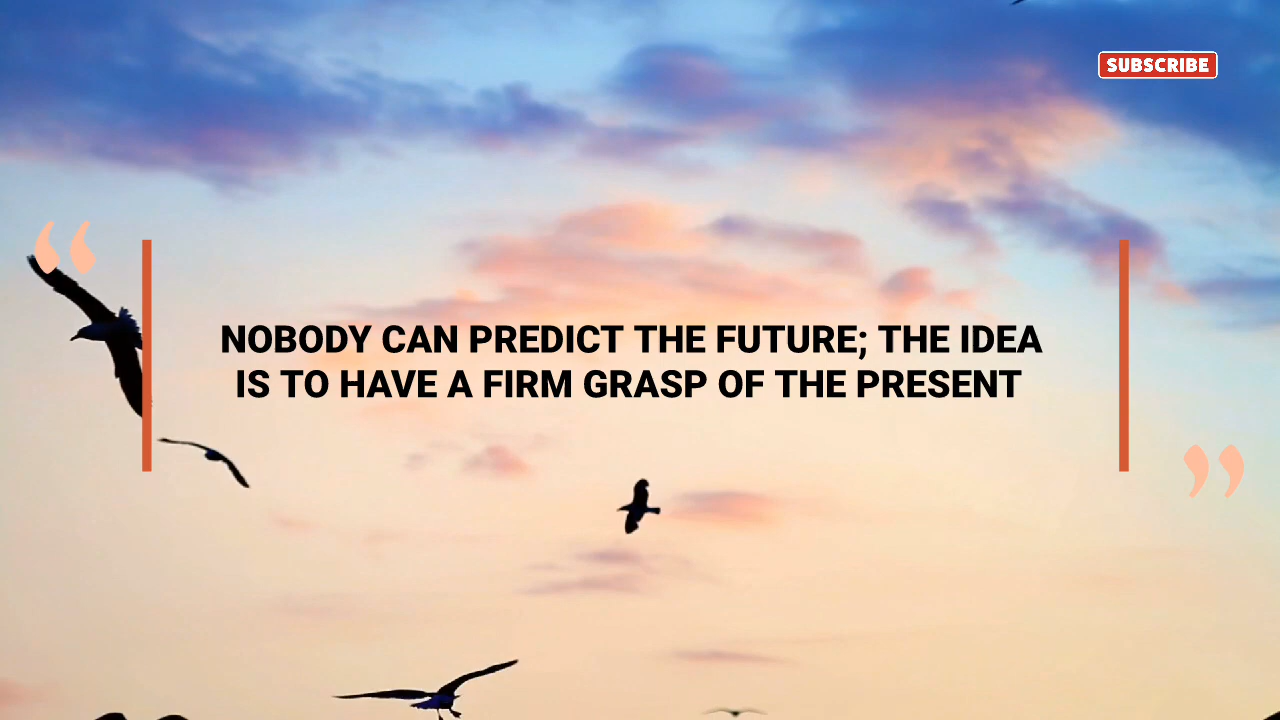 SUBSCRIBE
“
NOBODY CAN PREDICT THE FUTURE; THE IDEA
IS TO HAVE A FIRM GRASP OF THE PRESENT
”